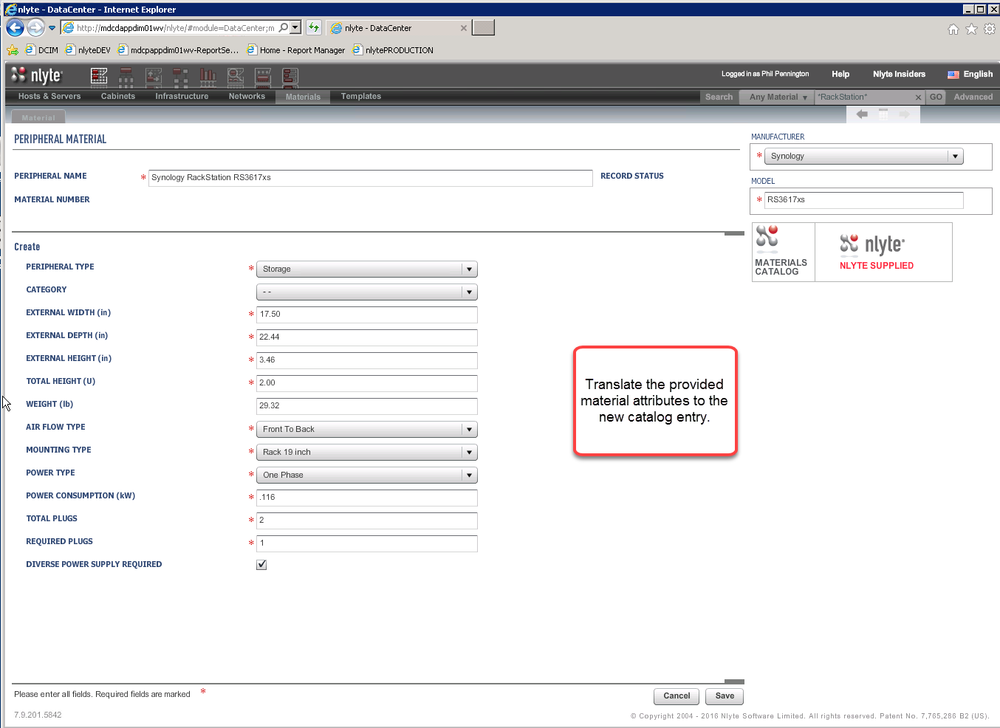 nlyte - DataCenter - Internet Explorer
http://mdcdappdim01wv/nlyte/#module=DataCenter;m
nlyte - DataCenter
DCIM nlyteDEV mdcpappdim01wv-ReportSe... Home - Report Manager nlytePRODUCTION
nlyte
Logged in as Phil Pennington Help Nlyte Insiders English
Hosts & Servers Cabinets Infrastructure Networks Materials Templates Search Any Material *RackStation* GO Advanced
Material
PERIPHERAL MATERIAL
PERIPHERAL NAME * Synology RackStation RS3617xs RECORD STATUS
MATERIAL NUMBER
MANUFACTURER
* Synology
MODEL
* RS3617xs
MATERIALS
CATALOG
nlyte
NLYTE SUPPLIED
Create
PERIPHERAL TYPE * Storage
CATEGORY - -
EXTERNAL WIDTH (in) * 17.50
EXTERNAL DEPTH (in) * 22.44
EXTERNAL HEIGHT (in) * 3.46
TOTAL HEIGHT (U) * 2.00
WEIGHT (lb) 29.32
AIR FLOW TYPE * Front To Back
MOUNTING TYPE * Rack 19 inch
POWER TYPE * One Phase
POWER CONSUMPTION (kW) * .116
TOTAL PLUGS * 2
REQUIRED PLUGS * 1
DIVERSE POWER SUPPLY REQUIRED
Translate the provided
material attributes to the
new catalog entry.
Please enter all fields. Required fields are marked *
Cancel Save
7.9.201.5842
© Copyright 2004 - 2016 Nlyte Software Limited. All rights reserved. Patent No. 7,765,286 B2 (US).